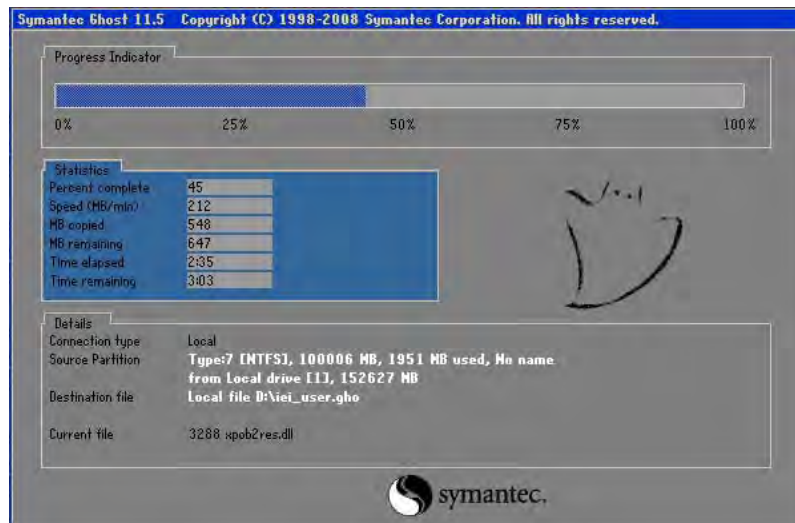 Symantec Ghost 11.5 Copyright (C) 1998-2008 Symantec Corporation. All rights reserved.
Progress Indicator
0% 25% 50% 75% 100%
Statistics
Percent complete 45
Speed (MB/min) 212
MB copied 548
MB remaining 647
Time elapsed 2:35
Time remaining 3:03
Details
Connection type Local
Source Partition Type:7 [NTFS], 100006 MB, 1951 MB used, No name
from Local drive [1], 152627 MB
Destination file Local file D:\iei_user.gho
Current file 3288 xpob2res.dll
symantec.